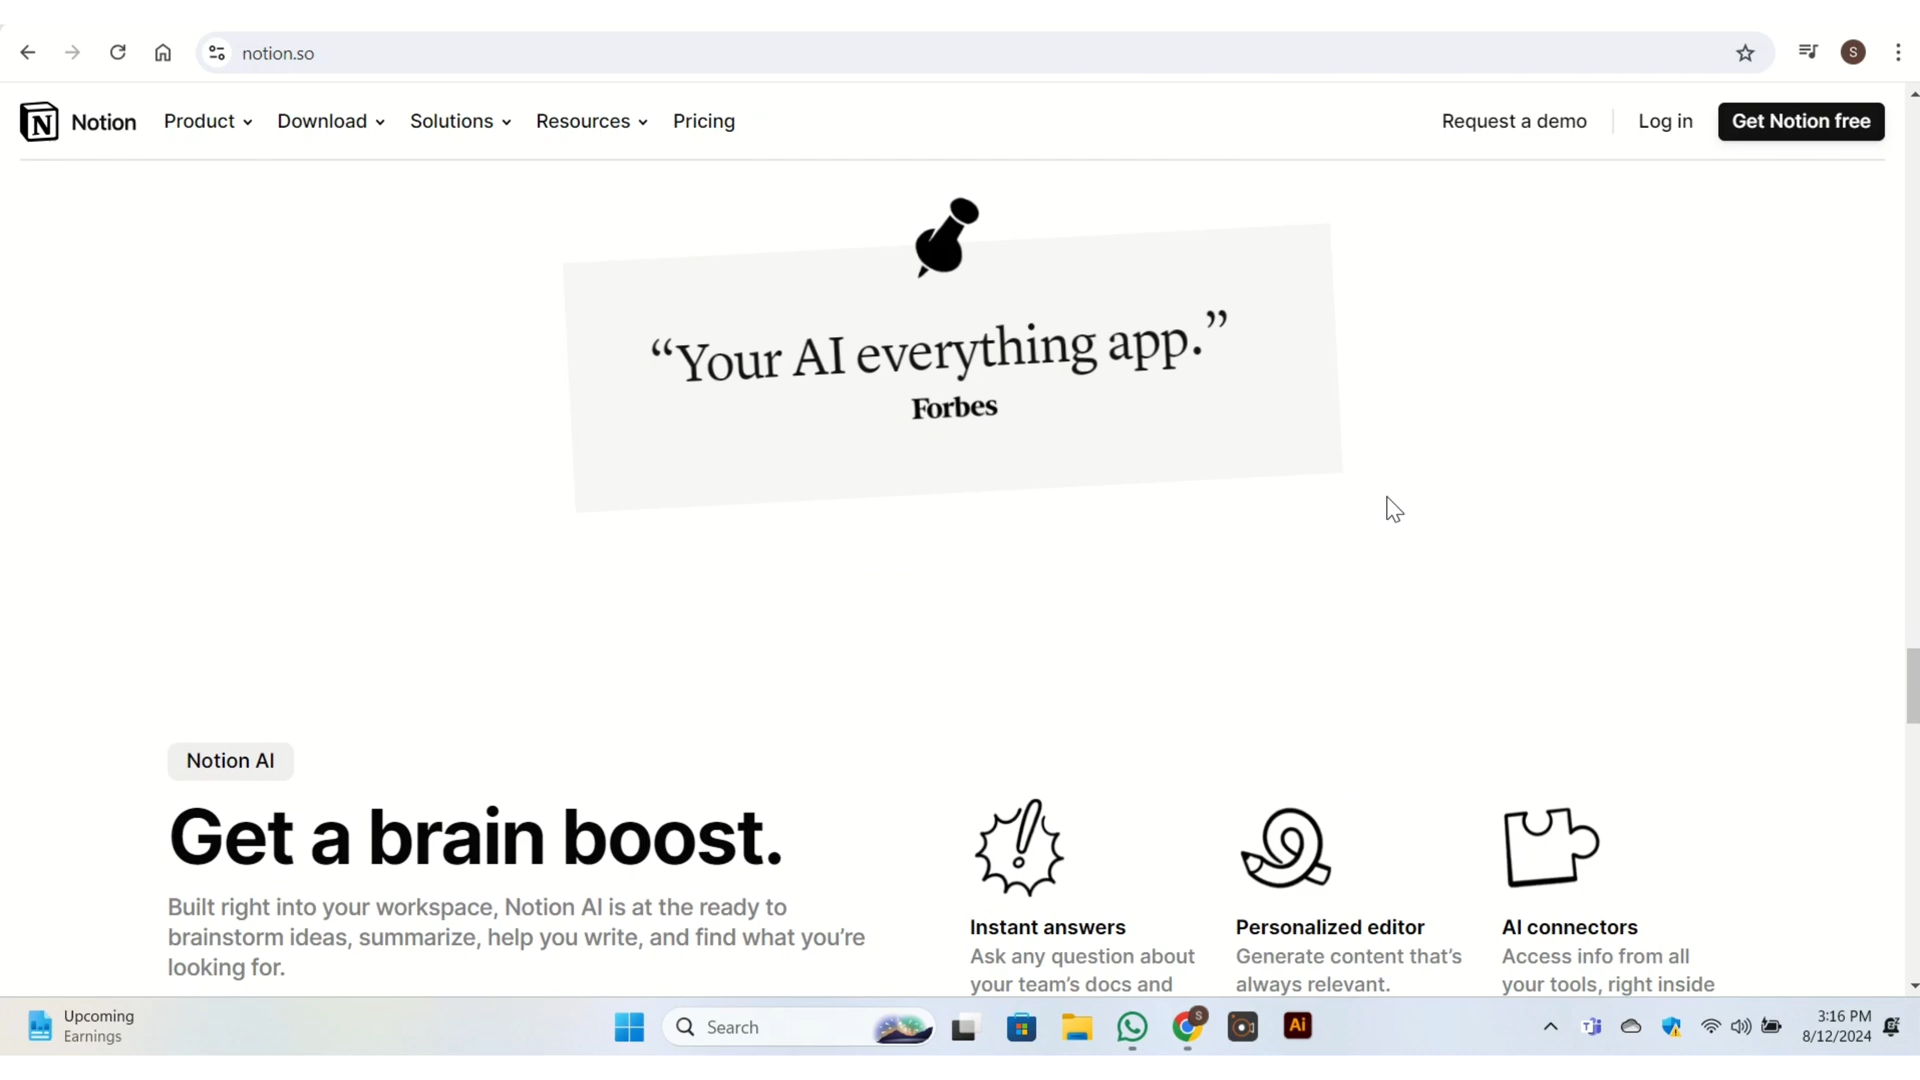 notion.so
S
N Notion Product Download Solutions Resources Pricing Request a demo Log in Get Notion free
“Your AI everything app.”
Forbes
Notion AI
Get a brain boost.
Built right into your workspace, Notion AI is at the ready to
brainstorm ideas, summarize, help you write, and find what you’re
looking for.
Instant answers
Ask any question about
your team’s docs and
Personalized editor
Generate content that’s
always relevant.
AI connectors
Access info from all
your tools, right inside
Upcoming
Earnings
Search
S
Ai
3:16 PM
8/12/2024